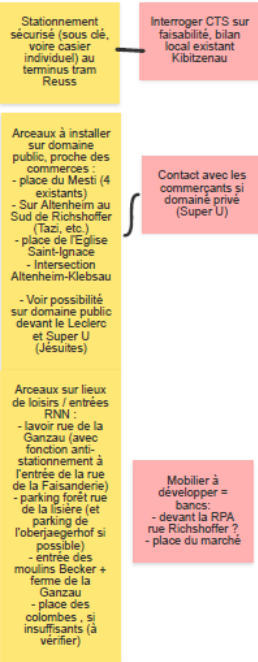 Stationnement
sécurisé (sous clé,
voire casier
individuel) au
terminus tram
Reuss
Interroger CTS sur
faisabilité, bilan
local existant
Kibitzenau
Arceaux à installer
sur domaine
public, proche des
commerces :
- place du Mesti (4
existants)
- Sur Altenheim au
Sud de Richshoffer
(Tazi, etc.)
- place de l'Eglise
Saint-Ignace
- Intersection
Altenheim-Klebsau
- Voir possibilité
sur domaine public
devant le Leclerc
et Super U
(Jésuites)
Contact avec les
commerçants si
domaine privé
(Super U)
Arceaux sur lieux
de loisirs / entrées
RNN :
- lavoir rue de la
Ganzau (avec
fonction anti-
stationnement à
l'entrée de la rue
de la Faisanderie)
- parking forêt rue
de la lisière (et
parking de
l'oberjaegerhof si
possible)
- entrée des
moulins Becker +
ferme de la
Ganzau
- place des
colombes , si
insuffisants (à
vérifier)
Mobilier à
développer =
bancs:
- devant la RPA
rue Richshoffer ?
- place du marché